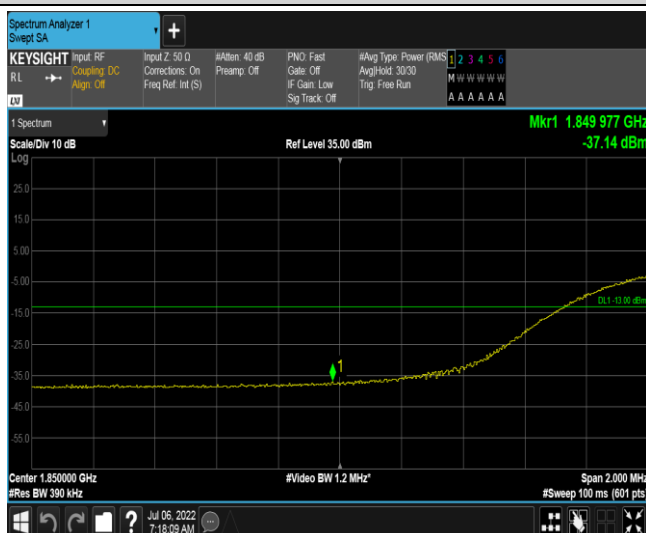 Spectrum Analyzer 1
Swept SA
+
KEYSIGHT
RL
LXI
Input: RF
Coupling: DC
Align: Off
Input Z: 50 Ω
Corrections: On
Freq Ref: Int (S)
#Atten: 40 dB
Preamp: Off
PNO: Fast
Gate: Off
IF Gain: Low
Sig Track: Off
#Avg Type: Power (RMS
Avg|Hold: 30/30
Trig: Free Run
1 2 3 4 5 6
M W W W W W
A A A A A A
1 Spectrum
Mkr1 1.849 977 GHz
Scale/Div 10 dB
Ref Level 35.00 dBm
-37.14 dBm
Log
25.0
15.0
5.00
-5.00
DL1 -13.00 dBm
-15.0
-25.0
1
-35.0
-45.0
-55.0
Center 1.850000 GHz
#Video BW 1.2 MHz*
Span 2.000 MHz
#Res BW 390 kHz
#Sweep 100 ms (601 pts)
?
Jul 06, 2022
7:18:09 AM